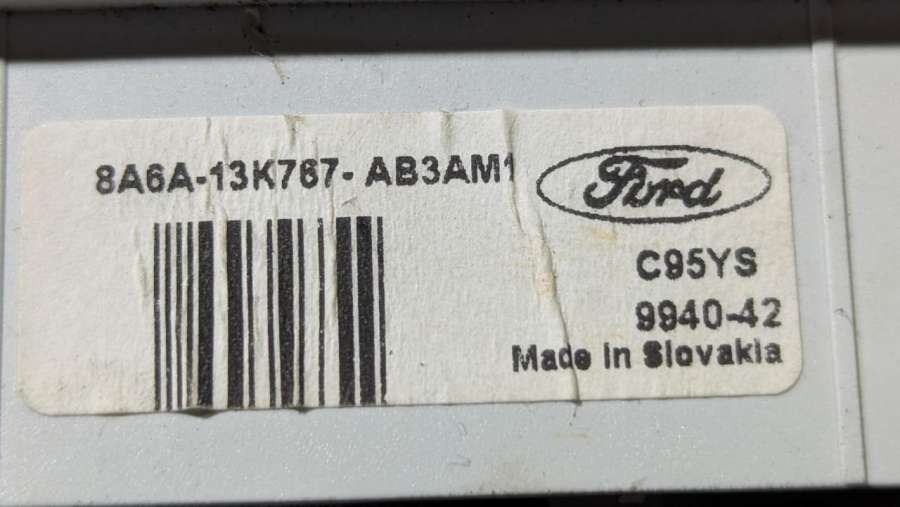 8A6A-13K767- AB3AM1
Ford
C95YS
9940-42
Made in Slovakia